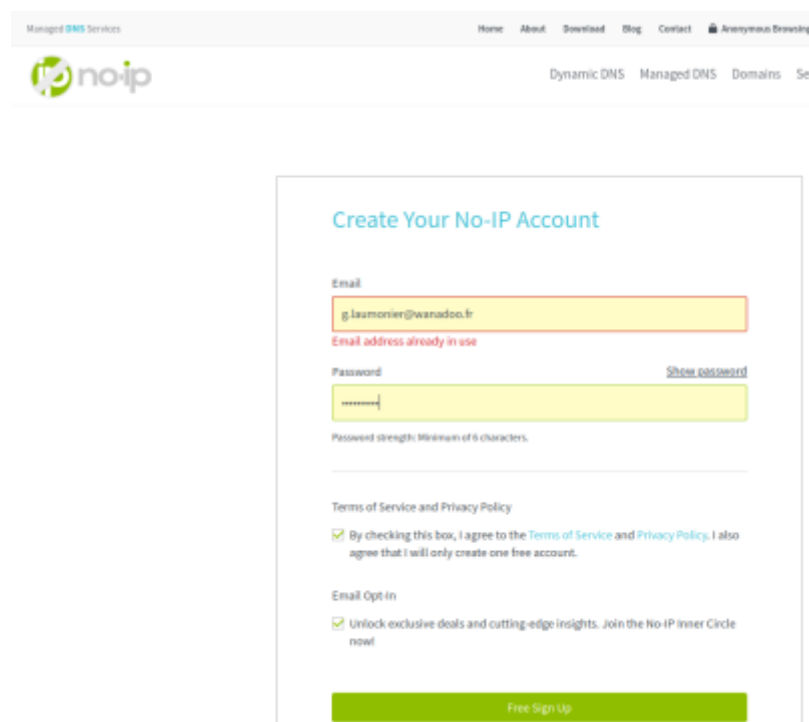 Managed DNS Services
Home About Download Blog Contact Anonymous Browsing
no-ip
Dynamic DNS Managed DNS Domains Se
Create Your No-IP Account
Email
g.laumonier@wanadoo.fr
Email address already in use
Password Show password
Password strength: Minimum of 6 characters.
Terms of Service and Privacy Policy
By checking this box, I agree to the Terms of Service and Privacy Policy. I also
agree that I will only create one free account.
Email Opt-In
Unlock exclusive deals and cutting-edge insights. Join the No-IP Inner Circle
now!
Free Sign Up